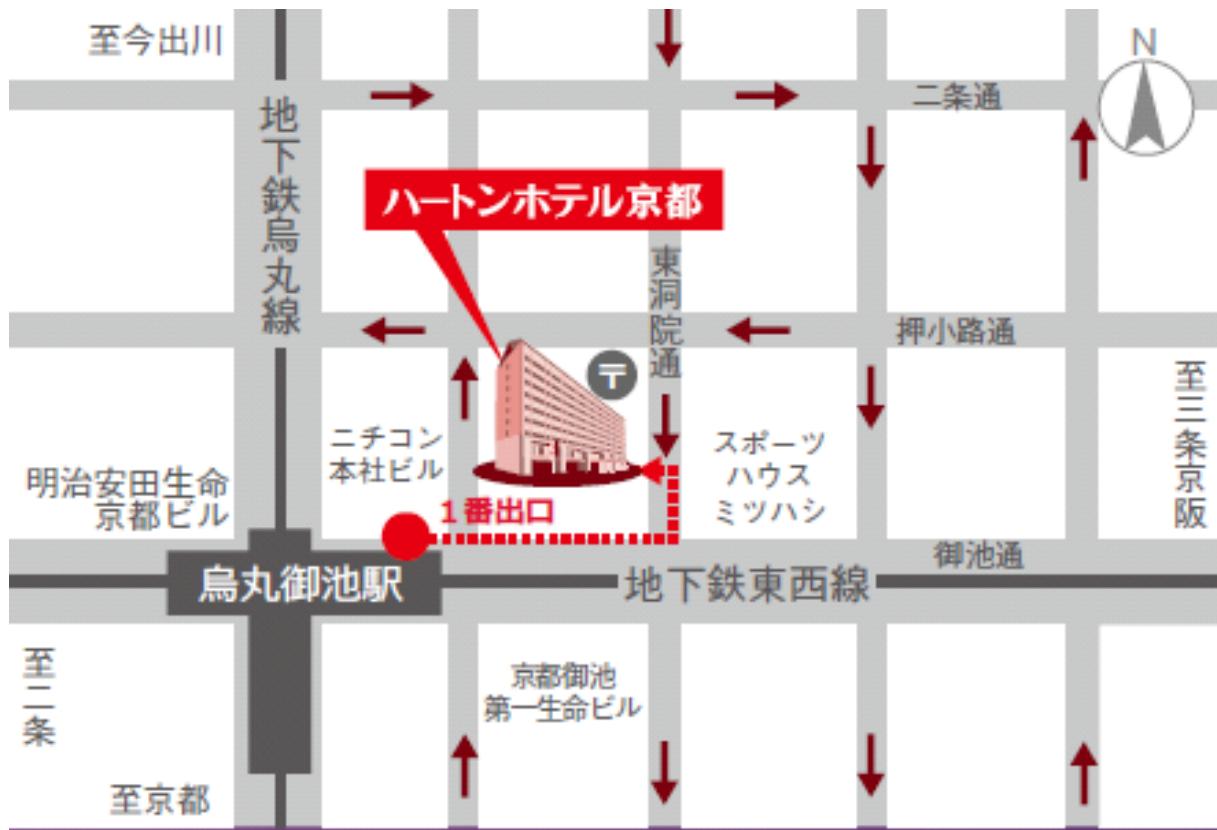 至今出川
N
二条通
地下鉄烏丸線
ハートンホテル京都
東洞院通
押小路通
〒
至三条京阪
ニチコン
本社ビル
スポーツ
ハウス
ミツハシ
明治安田生命
京都ビル
1番出口
御池通
烏丸御池駅
地下鉄東西線
至二条
京都御池
第一生命ビル
至京都